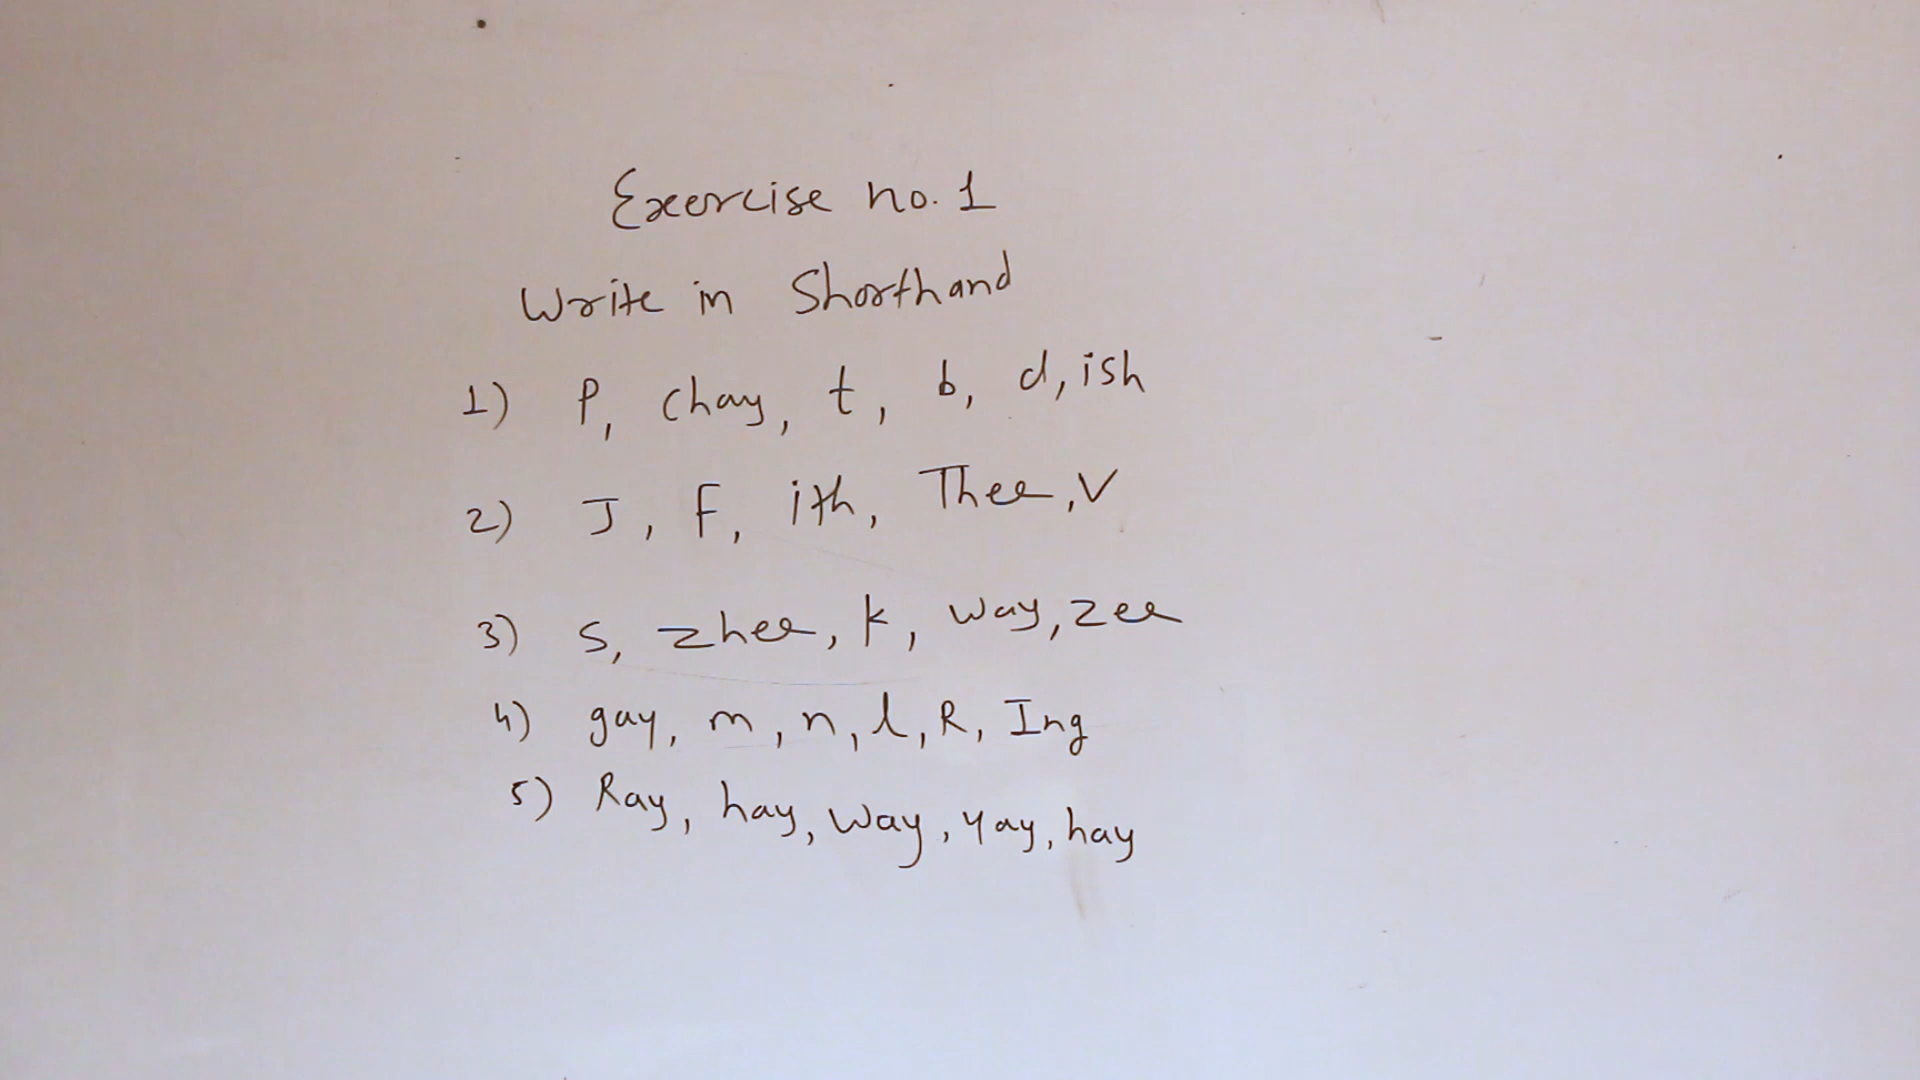 Exercise no. 1
Write in Shorthand
1) P, chay, t, b, d, ish
2) J, F, ith, Thee, V
3) S, zhee, k, way, zee
4) gay, m, n, l, R, Ing
5) Ray, hay, way, yay, hay